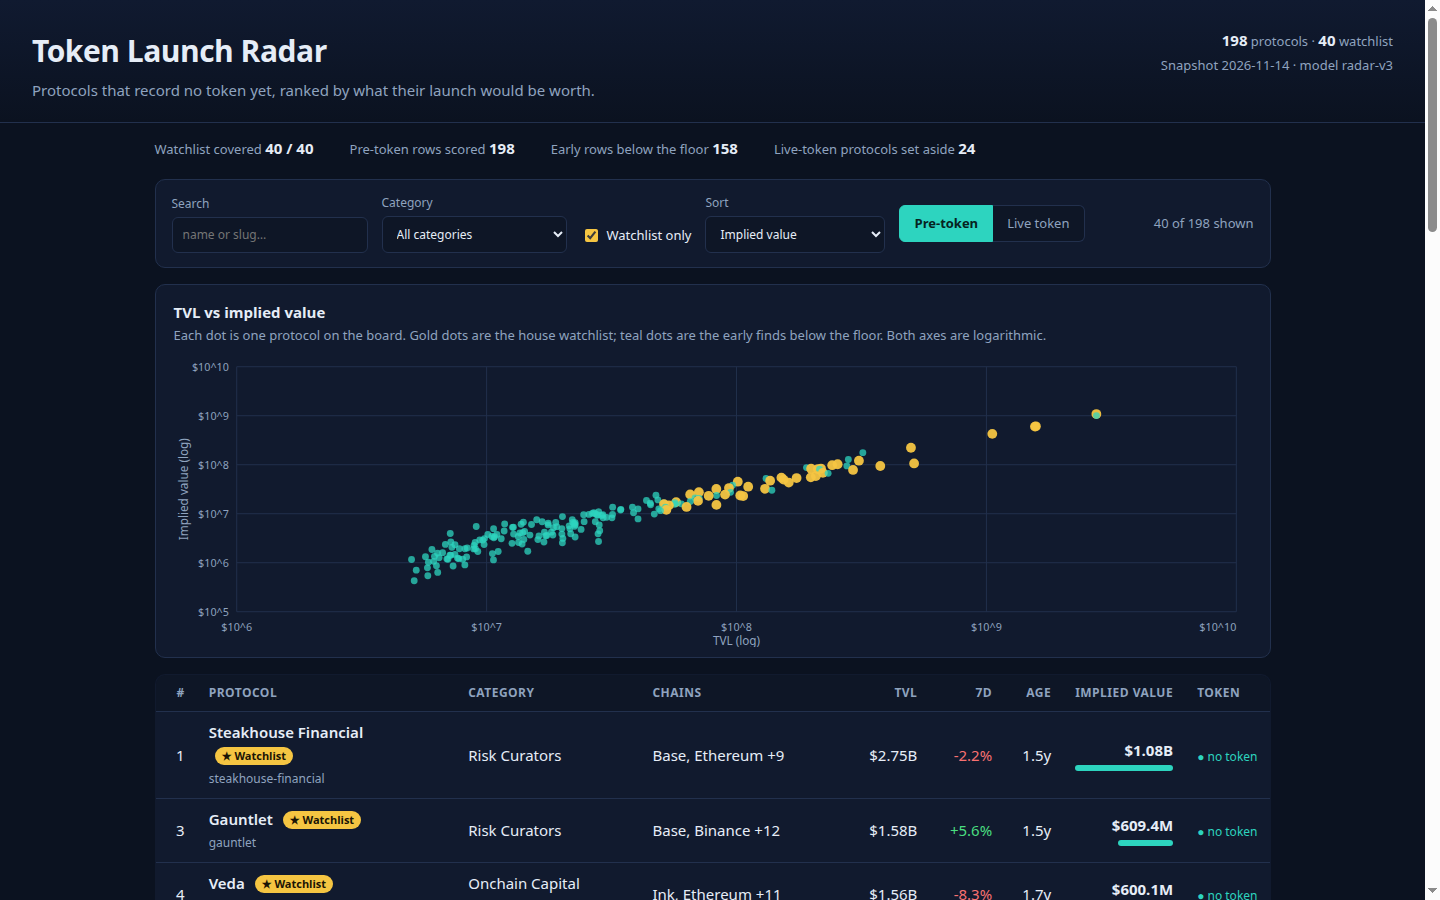 Token Launch Radar
Protocols that record no token yet, ranked by what their launch would be worth.
198 protocols · 40 watchlist
Snapshot 2026-11-14 · model radar-v3
Watchlist covered 40 / 40
Pre-token rows scored 198
Early rows below the floor 158
Live-token protocols set aside 24
Search
name or slug...
Category
All categories
Watchlist only
Sort
Implied value
Pre-token
Live token
40 of 198 shown
TVL vs implied value
Each dot is one protocol on the board. Gold dots are the house watchlist; teal dots are the early finds below the floor. Both axes are logarithmic.
Implied value (log)
$10^10
$10^9
$10^8
$10^7
$10^6
$10^5
$10^6 $10^7 $10^8 $10^9 $10^10
TVL (log)
# PROTOCOL CATEGORY CHAINS TVL 7D AGE IMPLIED VALUE TOKEN
Steakhouse Financial
★ Watchlist
steakhouse-financial
1 Risk Curators Base, Ethereum +9 $2.75B -2.2% 1.5y $1.08B ● no token
Gauntlet ★ Watchlist
gauntlet
3 Risk Curators Base, Binance +12 $1.58B +5.6% 1.5y $609.4M ● no token
Veda ★ Watchlist
4 Onchain Capital Ink, Ethereum +11 $1.56B -8.3% 1.7y $600.1M ● no token